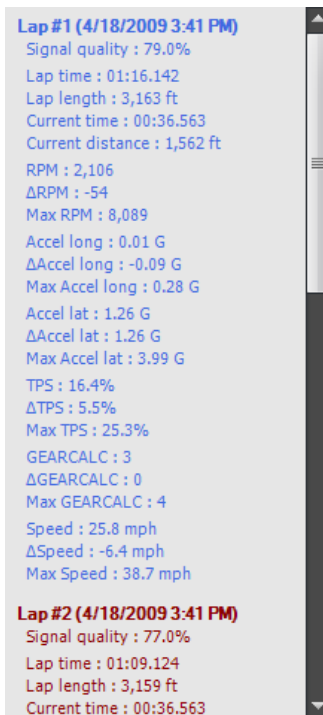 Lap #1 (4/18/2009 3:41 PM)
Signal quality : 79.0%
Lap time : 01:16.142
Lap length : 3,163 ft
Current time : 00:36.563
Current distance : 1,562 ft
RPM : 2,106
ΔRPM : -54
Max RPM : 8,089
Accel long : 0.01 G
ΔAccel long : -0.09 G
Max Accel long : 0.28 G
Accel lat : 1.26 G
ΔAccel lat : 1.26 G
Max Accel lat : 3.99 G
TPS : 16.4%
ΔTPS : 5.5%
Max TPS : 25.3%
GEARCALC : 3
ΔGEARCALC : 0
Max GEARCALC : 4
Speed : 25.8 mph
ΔSpeed : -6.4 mph
Max Speed : 38.7 mph
Lap #2 (4/18/2009 3:41 PM)
Signal quality : 77.0%
Lap time : 01:09.124
Lap length : 3,159 ft
Current time : 00:36.563